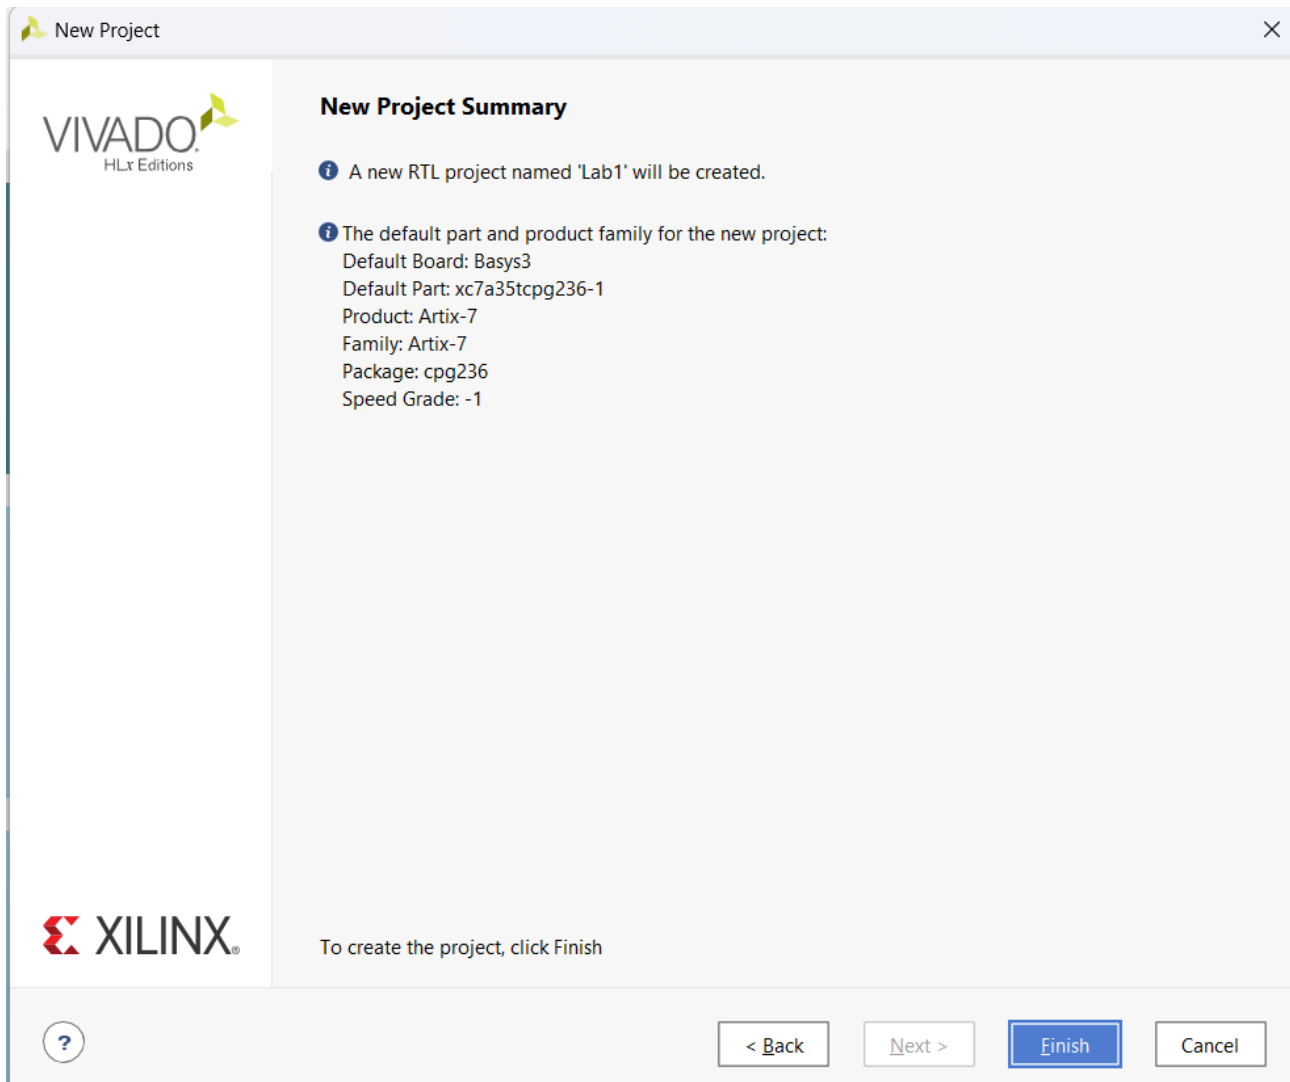 New Project
VIVADO.
HLx Editions
New Project Summary
A new RTL project named 'Lab1' will be created.
The default part and product family for the new project:
Default Board: Basys3
Default Part: xc7a35tcpg236-1
Product: Artix-7
Family: Artix-7
Package: cpg236
Speed Grade: -1
XILINX®
To create the project, click Finish
?
< Back
Next >
Finish
Cancel